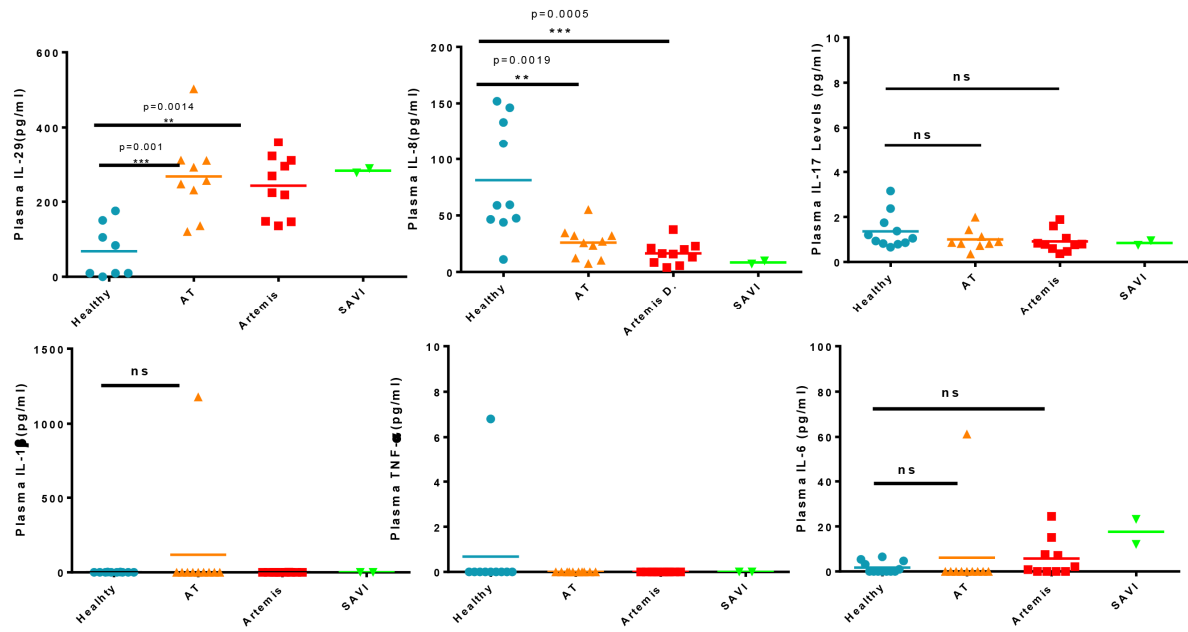 Plasma IL-29(pg/ml)
600
400
200
0
p=0.0014
**
p=0.001
***
Healthy
AT
Artemis
SAVI
Plasma IL-8(pg/ml)
200
150
100
50
0
p=0.0005
***
p=0.0019
**
Healthy
AT
Artemis D.
SAVI
Plasma IL-17 Levels (pg/ml)
10
8
6
4
2
0
ns
ns
Healthy
AT
Artemis
SAVI
Plasma IL-1β(pg/ml)
1500
1000
500
0
ns
Healthy
AT
Artemis
SAVI
Plasma TNF- (pg/ml)
10
8
6
4
2
0
Healthy
AT
Artemis
SAVI
Plasma IL-6 (pg/ml)
100
80
60
40
20
0
ns
ns
Healthy
AT
Artemis
SAVI